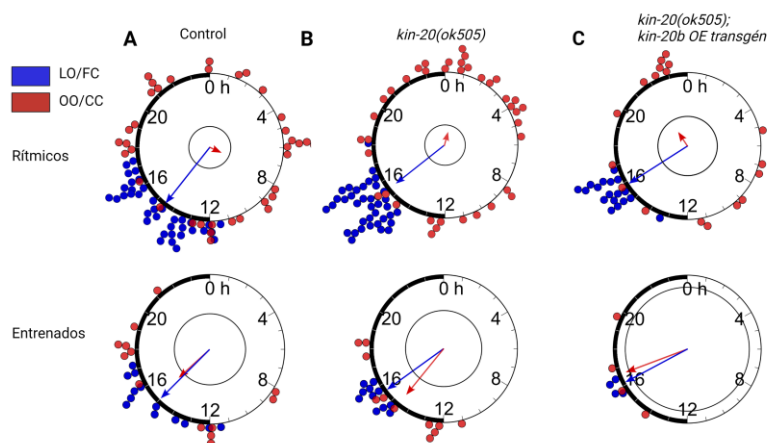 A
Control
B
kin-20(ok505)
C
kin-20(ok505);
kin-20b OE transgén
LO/FC
OO/CC
Rítmicos
0 h
4
8
12
16
20
0 h
4
8
12
16
20
0 h
4
8
12
16
20
Entrenados
0 h
4
8
12
16
20
0 h
4
8
12
16
20
0 h
4
8
12
16
20